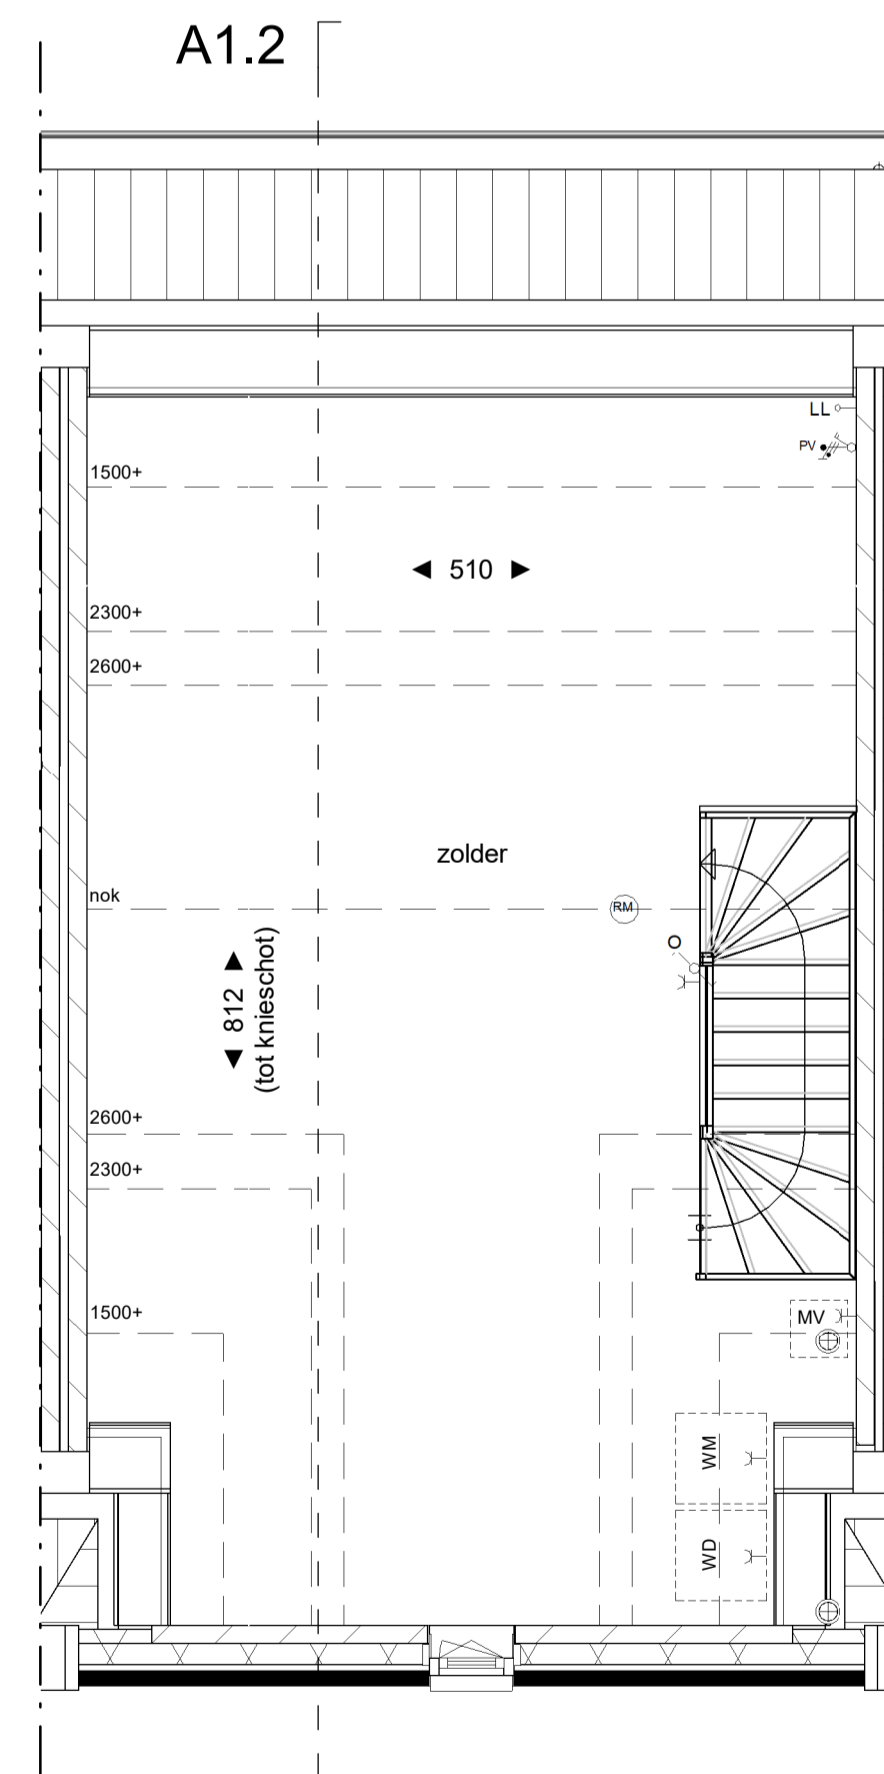 A1.2
LL
PV
1500+
510
2300+
2600+
zolder
nok
RM
O
812
(tot knieschot)
2600+
2300+
1500+
MV
WM
WD